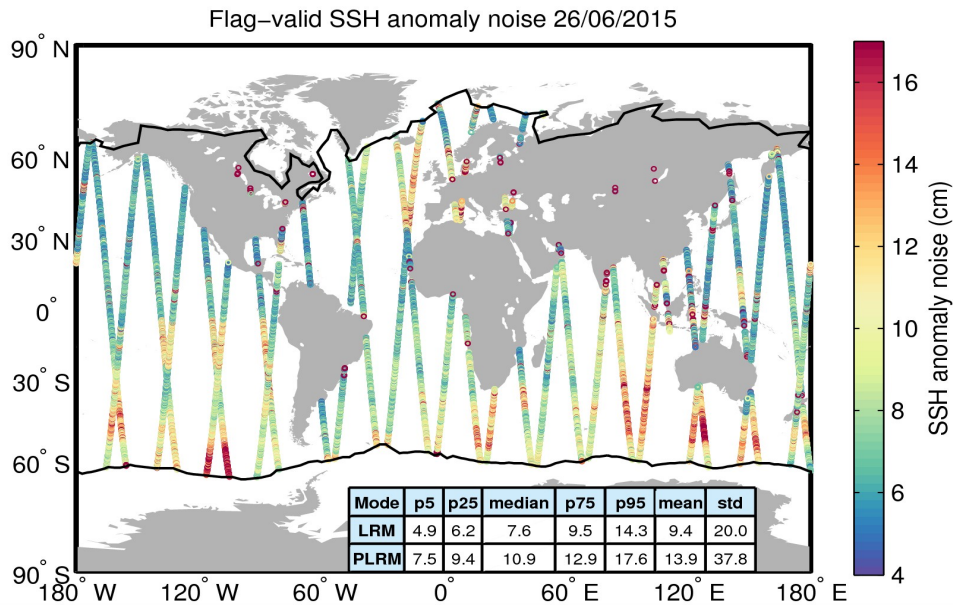 Flag−valid SSH anomaly noise 26/06/2015
90° N
60° N
30° N
0°
30° S
60° S
90° S
180° W
120° W
60° W
0°
60° E
120° E
180° E
Mode p5 p25 median p75 p95 mean std
LRM 4.9 6.2 7.6 9.5 14.3 9.4 20.0
PLRM 7.5 9.4 10.9 12.9 17.6 13.9 37.8
16
14
12
10
8
6
4
SSH anomaly noise (cm)